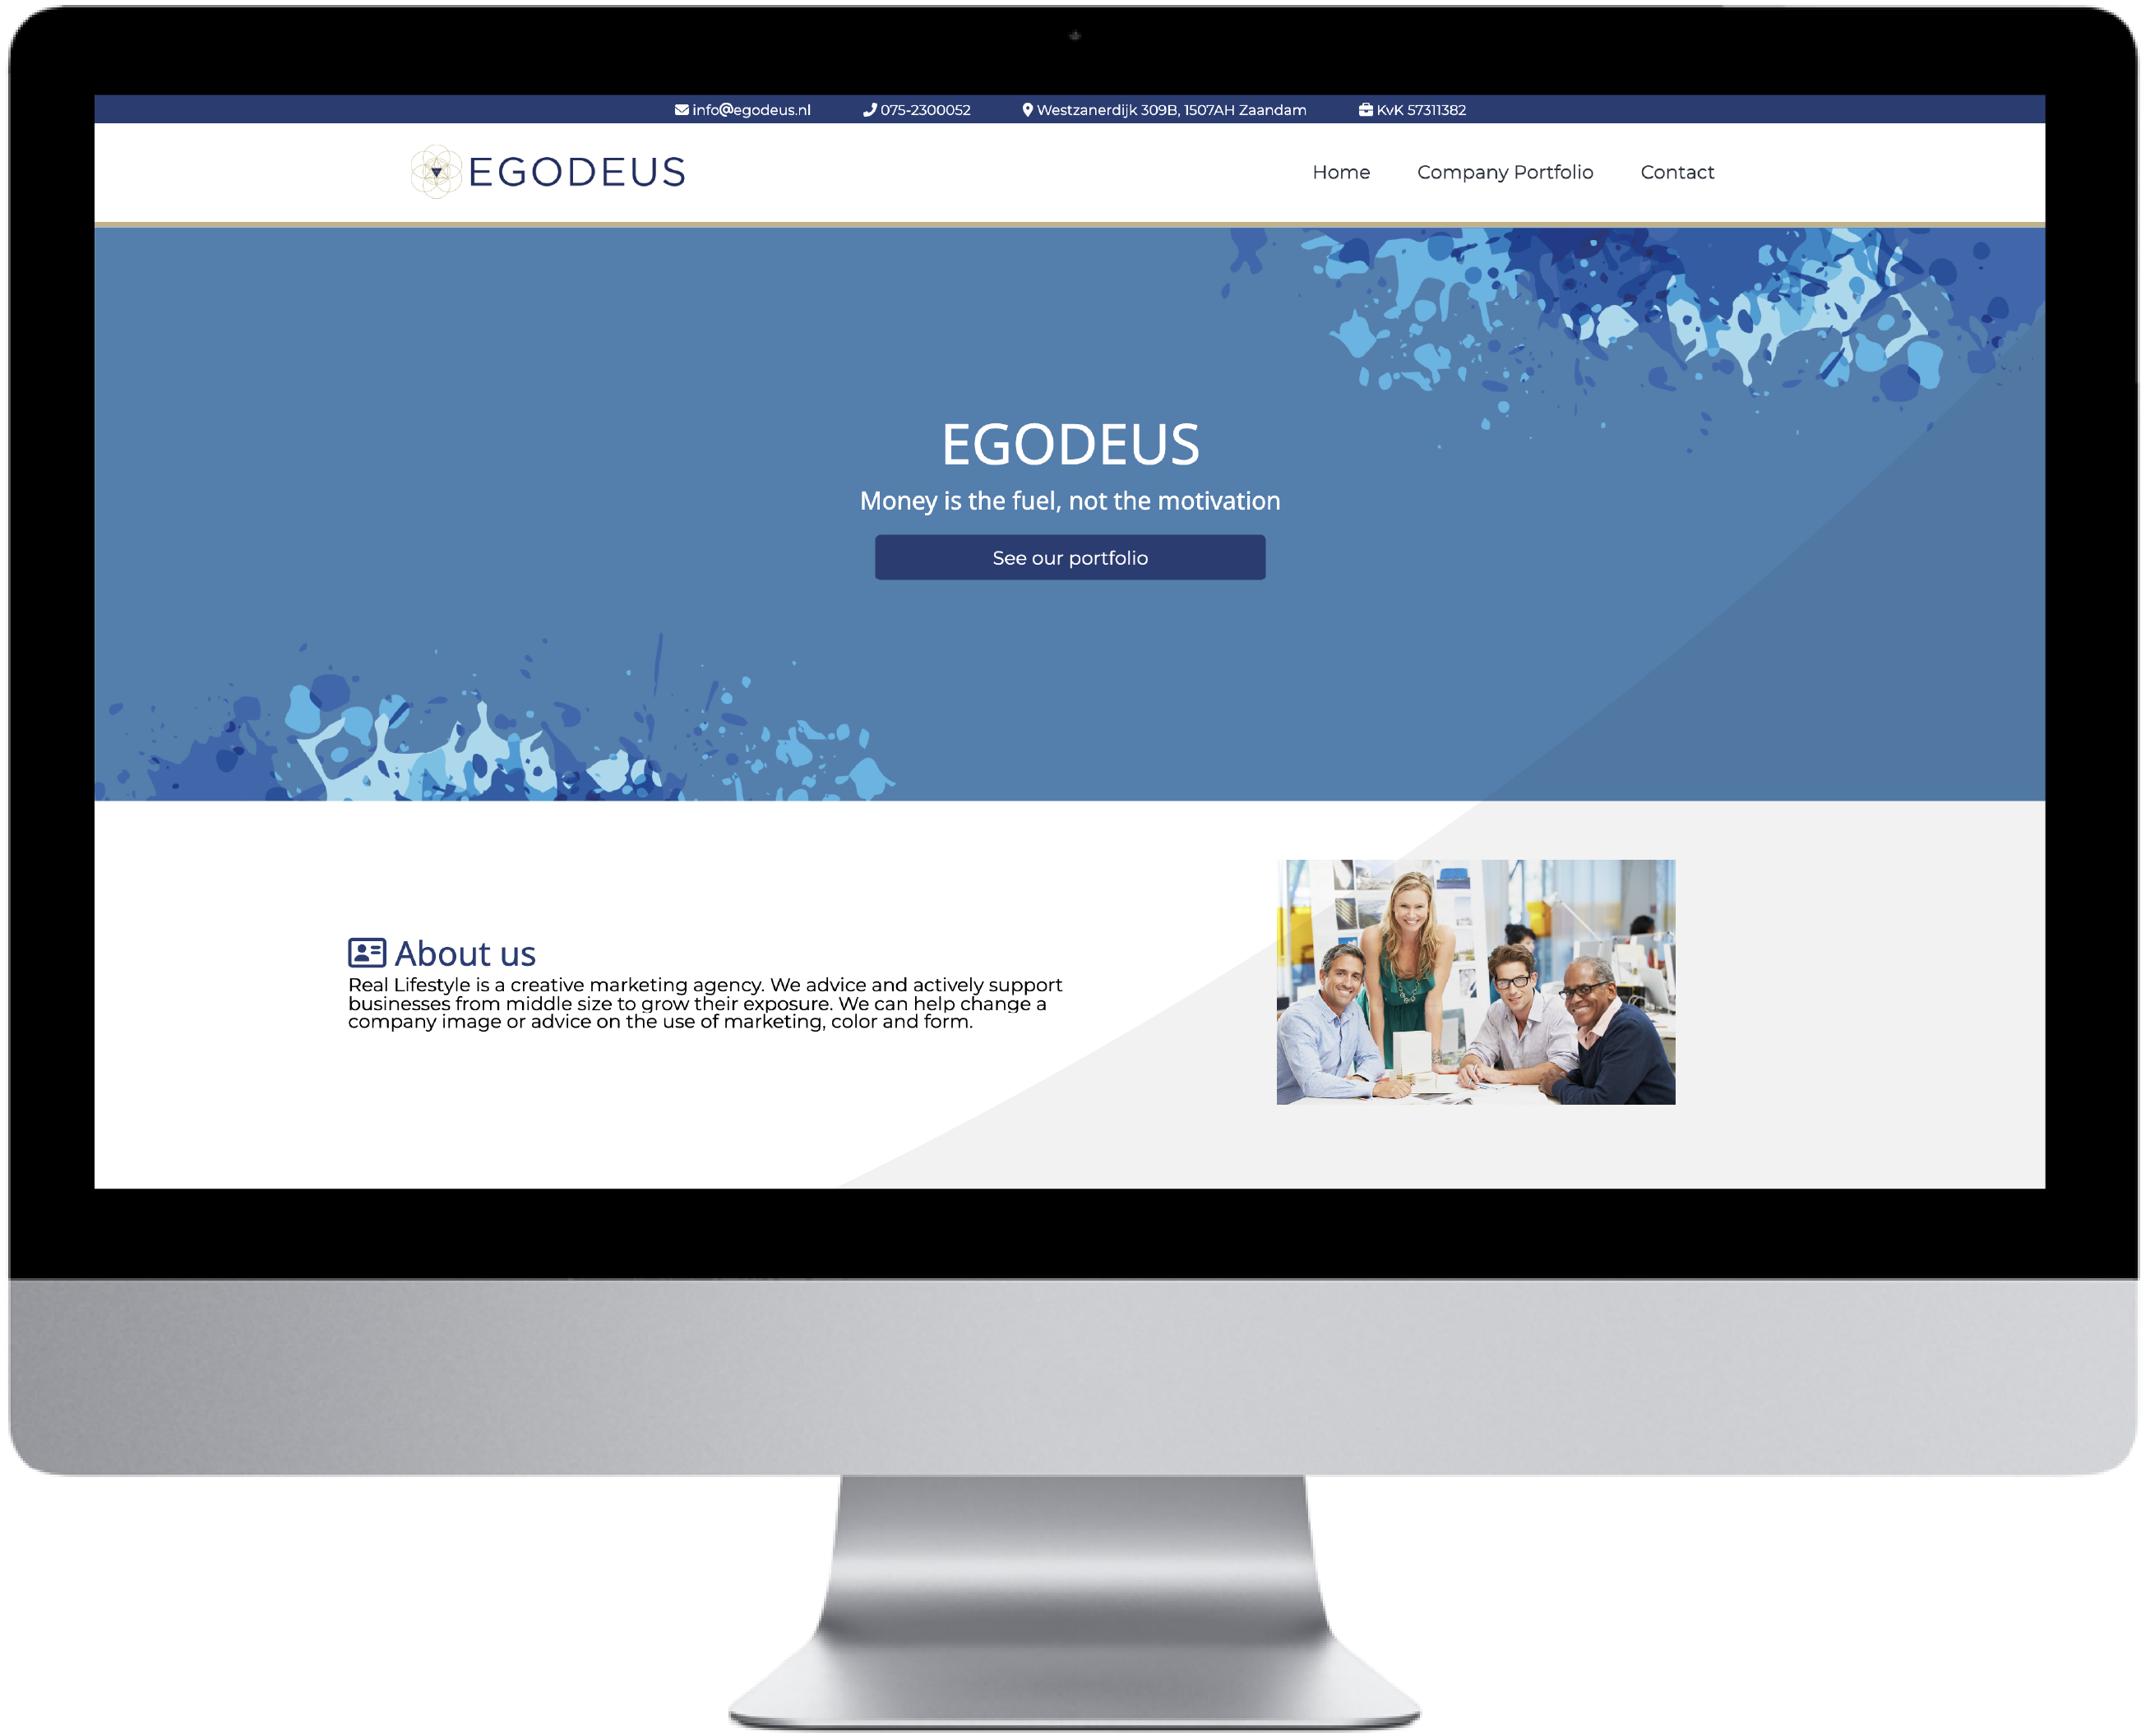 info@egodeus.nl 075-2300052 Westzanerdijk 309B, 1507AH Zaandam KvK 57311382
EGODEUS Home Company Portfolio Contact
EGODEUS
Money is the fuel, not the motivation
See our portfolio
About us
Real Lifestyle is a creative marketing agency. We advice and actively support
businesses from middle size to grow their exposure. We can help change a
company image or advice on the use of marketing, color and form.